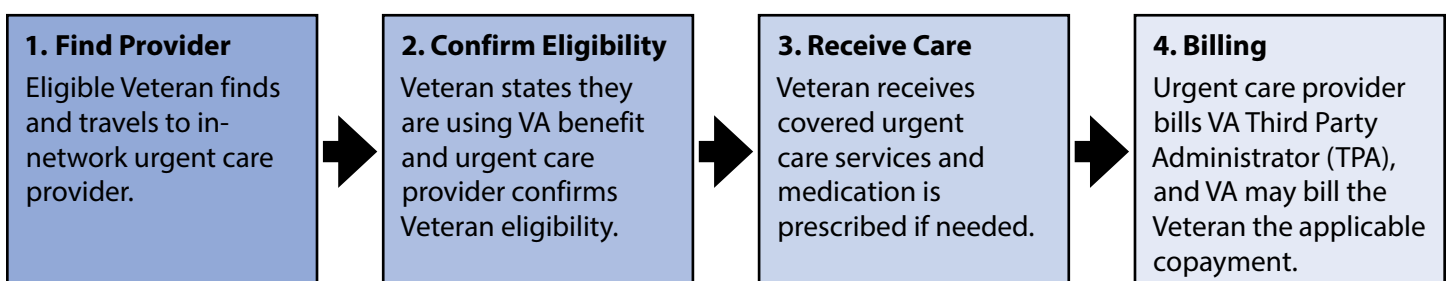 1. Find Provider
Eligible Veteran finds
and travels to in-
network urgent care
provider.
2. Confirm Eligibility
Veteran states they
are using VA benefit
and urgent care
provider confirms
Veteran eligibility.
3. Receive Care
Veteran receives
covered urgent
care services and
medication is
prescribed if needed.
4. Billing
Urgent care provider
bills VA Third Party
Administrator (TPA),
and VA may bill the
Veteran the applicable
copayment.